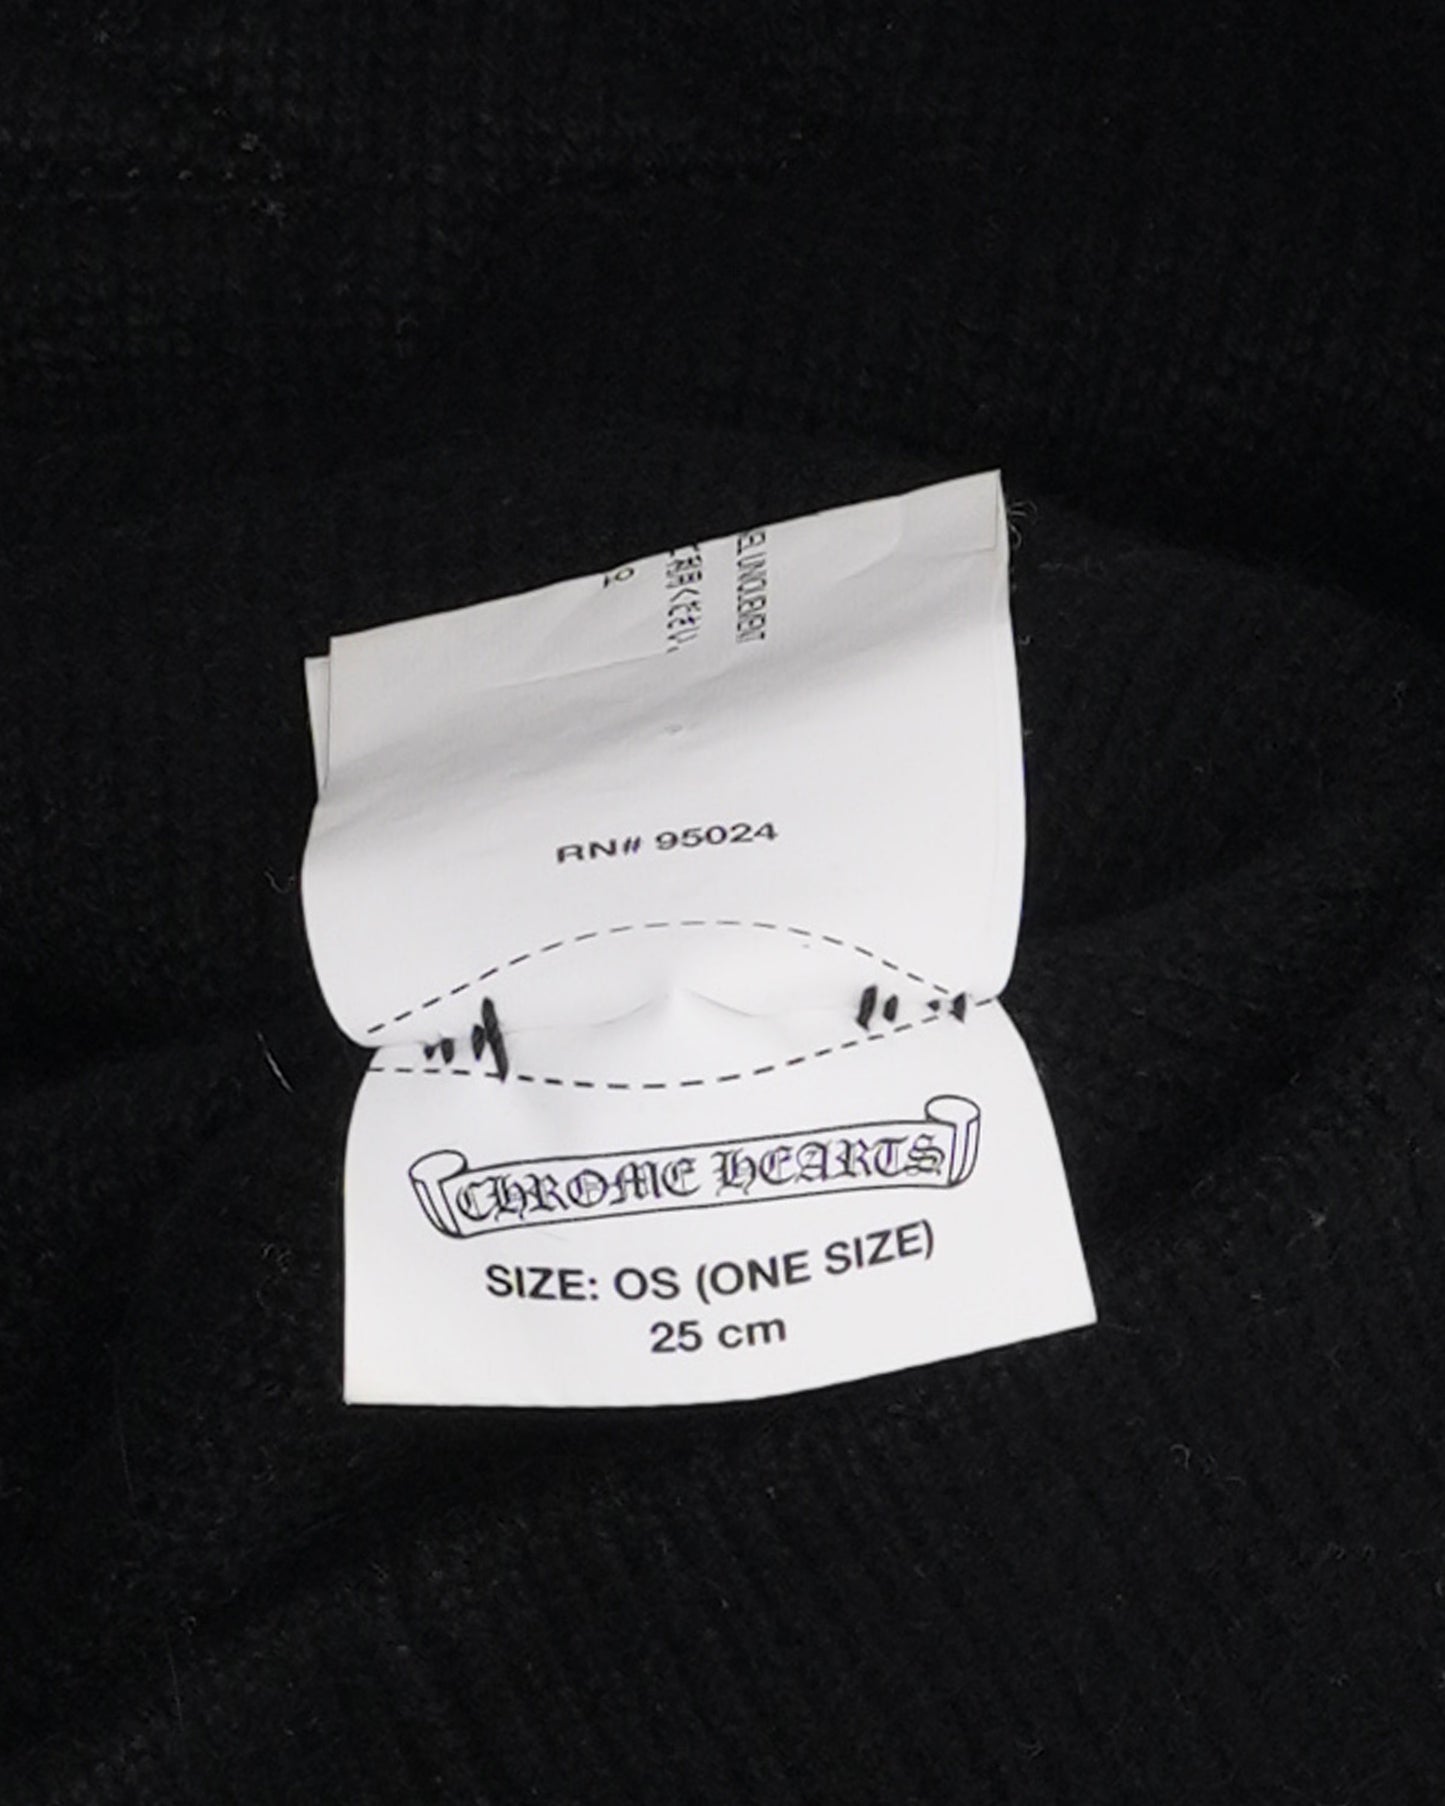 RN# 95024
CHROME HEARTS
SIZE: OS (ONE SIZE)
25 cm